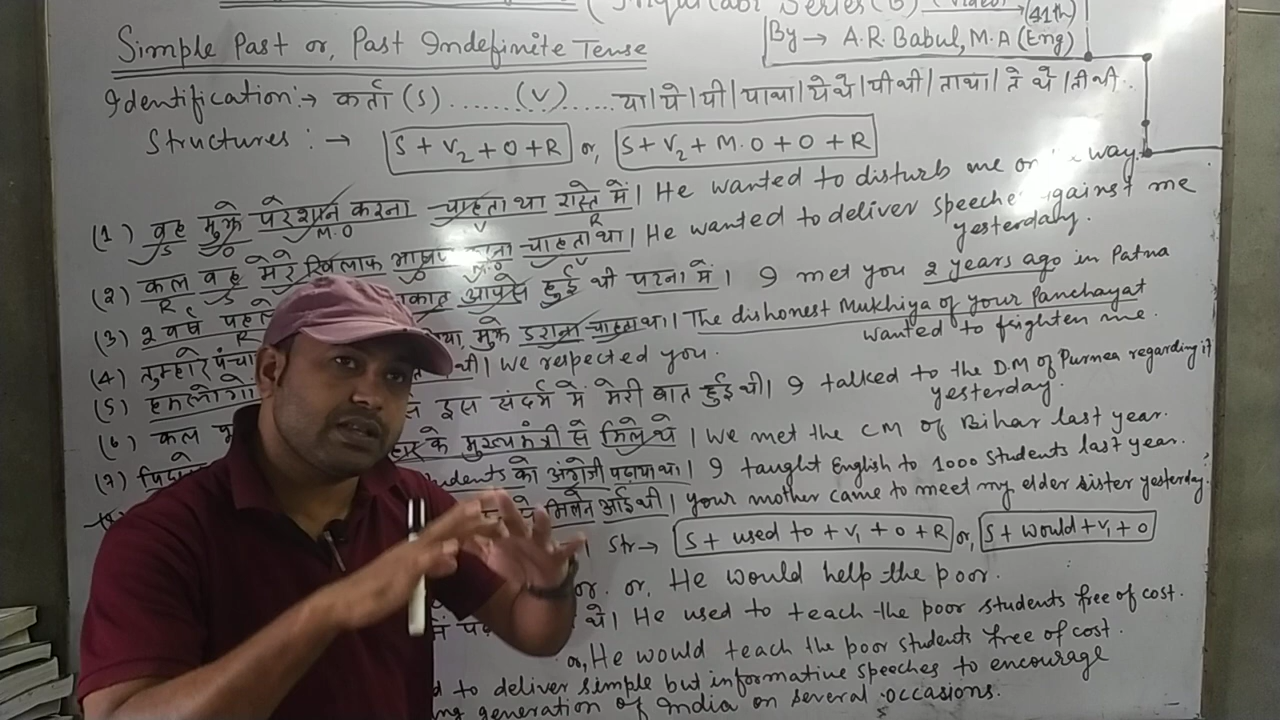 Series (B) (Video) → (41th)
Simple Past or, Past Indefinite Tense
By → A.R. Babul, M.A (Eng)
Identification:→ कर्ता (S) ...... (V) ...... या।ये।यी।पाया।येथे।यीथी।ताथा।ते थे।तीथी.
Structures :→ S + V2 + O + R or, S + V2 + M.O + O + R
(1) वह मुझे परेशान करना चाहता था रास्ते में। He wanted to disturb me on way.
S O M.O V R
(2) कल वह मेरे खिलाफ भाषण चाहता था। He wanted to deliver against me
yesterday.
R S O M.O V
(3) 2 वर्ष पहले आपसे हुई थी पटना में। I met you 2 years ago in Patna
R
(4) तुम्हारे मुझे डराना चाहता था। The dishonest Mukhiya of your Panchayat
wanted to frighten me.
(5) हमलोगो थी। We respected you.
(6) कल इस संदर्भ में मेरी बात हुई थी। I talked to the D.M of Purnea regarding it
yesterday.
(7) के मुख्यमंत्री से मिले थे। We met the CM of Bihar last year.
को अंग्रेजी पढ़ाया था। I taught English to 1000 students last year.
मिलने आई थी। your mother came to meet my elder sister yesterday.
Str→ S + used to + V1 + O + R or, S + would + V1 + O
or, He would help the poor.
थे। He used to teach the poor students free of cost.
or, He would teach the poor students free of cost.
to deliver simple but informative speeches to encourage
generation of India on several occasions.